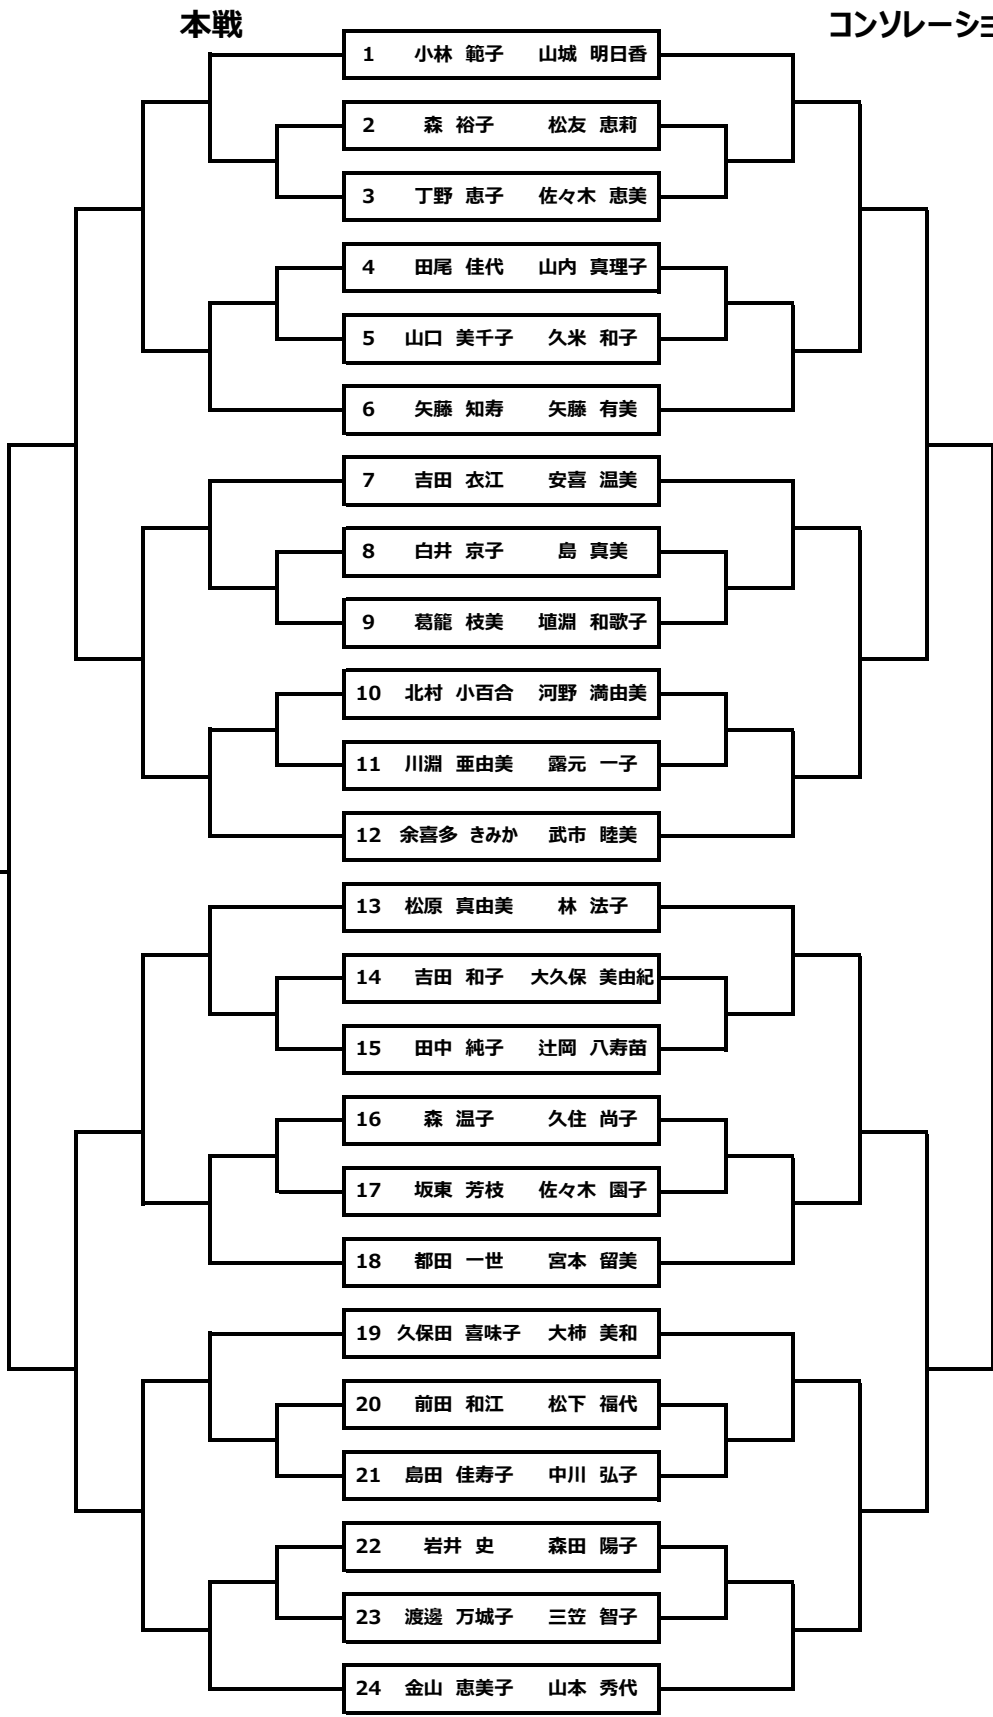 本戦 コンソレーショ
1 小林 範子 山城 明日香
2 森 裕子 松友 恵莉
3 丁野 恵子 佐々木 恵美
4 田尾 佳代 山内 真理子
5 山口 美千子 久米 和子
6 矢藤 知寿 矢藤 有美
7 吉田 衣江 安喜 温美
8 白井 京子 島 真美
9 葛籠 枝美 埴淵 和歌子
10 北村 小百合 河野 満由美
11 川淵 亜由美 露元 一子
12 余喜多 きみか 武市 睦美
13 松原 真由美 林 法子
14 吉田 和子 大久保 美由紀
15 田中 純子 辻岡 八寿苗
16 森 温子 久住 尚子
17 坂東 芳枝 佐々木 園子
18 都田 一世 宮本 留美
19 久保田 喜味子 大柿 美和
20 前田 和江 松下 福代
21 島田 佳寿子 中川 弘子
22 岩井 史 森田 陽子
23 渡邊 万城子 三笠 智子
24 金山 恵美子 山本 秀代